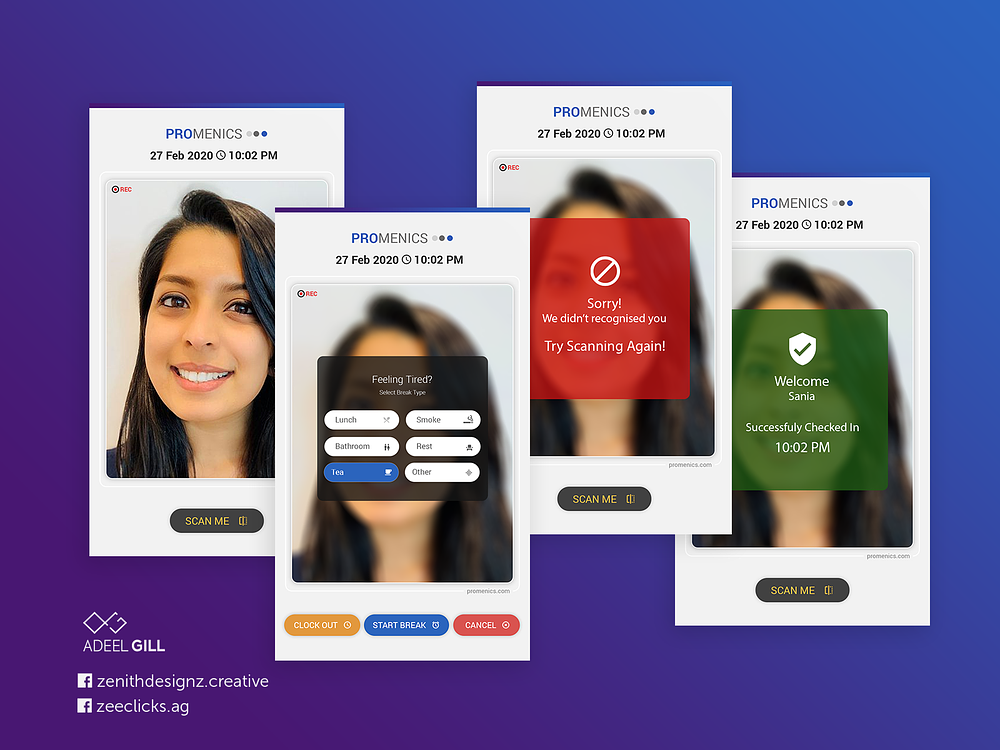 PROMENICS
27 Feb 2020 10:02 PM
REC
SCAN ME
PROMENICS
27 Feb 2020 10:02 PM
REC
Feeling Tired?
Select Break Type
Lunch
Smoke
Bathroom
Rest
Tea
Other
promenics.com
CLOCK OUT
START BREAK
CANCEL
PROMENICS
27 Feb 2020 10:02 PM
REC
Sorry!
We didn't recognised you
Try Scanning Again!
promenics.com
SCAN ME
PROMENICS
27 Feb 2020 10:02 PM
Welcome
Sania
Successfuly Checked In
10:02 PM
promenics.com
SCAN ME
ADEEL GILL
zenithdesignz.creative
zeeclicks.ag